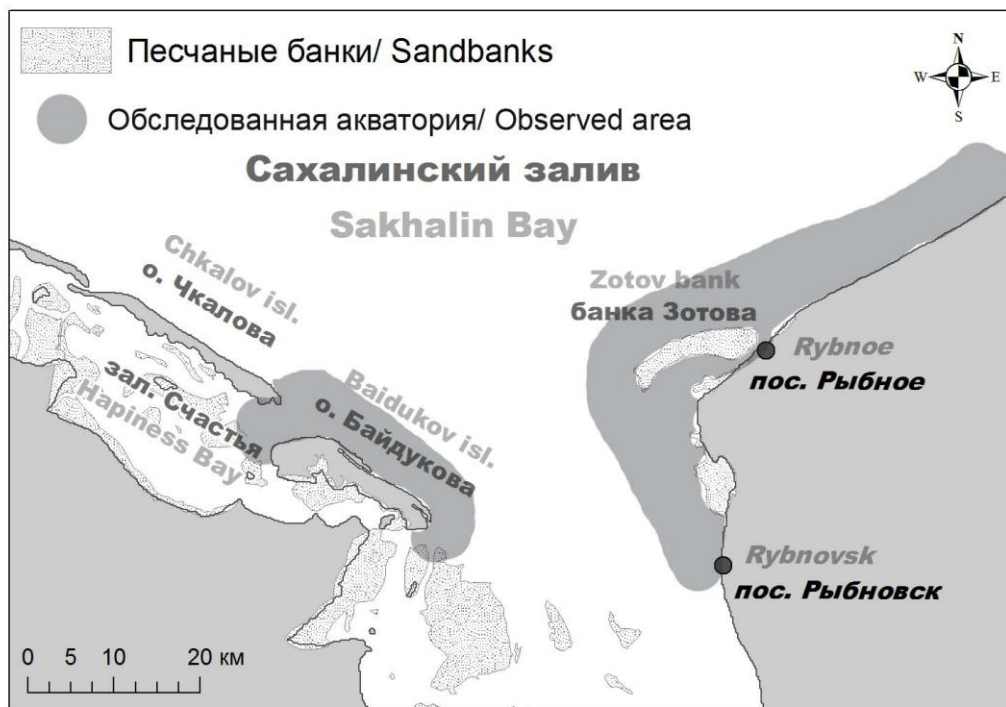 Песчаные банки/ Sandbanks
N
W E
S
Обследованная акватория/ Observed area
Сахалинский залив
Sakhalin Bay
Chkalov isl.
о. Чкалова
Zotov bank
банка Зотова
Rybnoe
пос. Рыбное
Baidukov isl.
о. Байдукова
зал. Счастья
Hapiness Bay
Rybnovsk
пос. Рыбновск
0 5 10 20 км